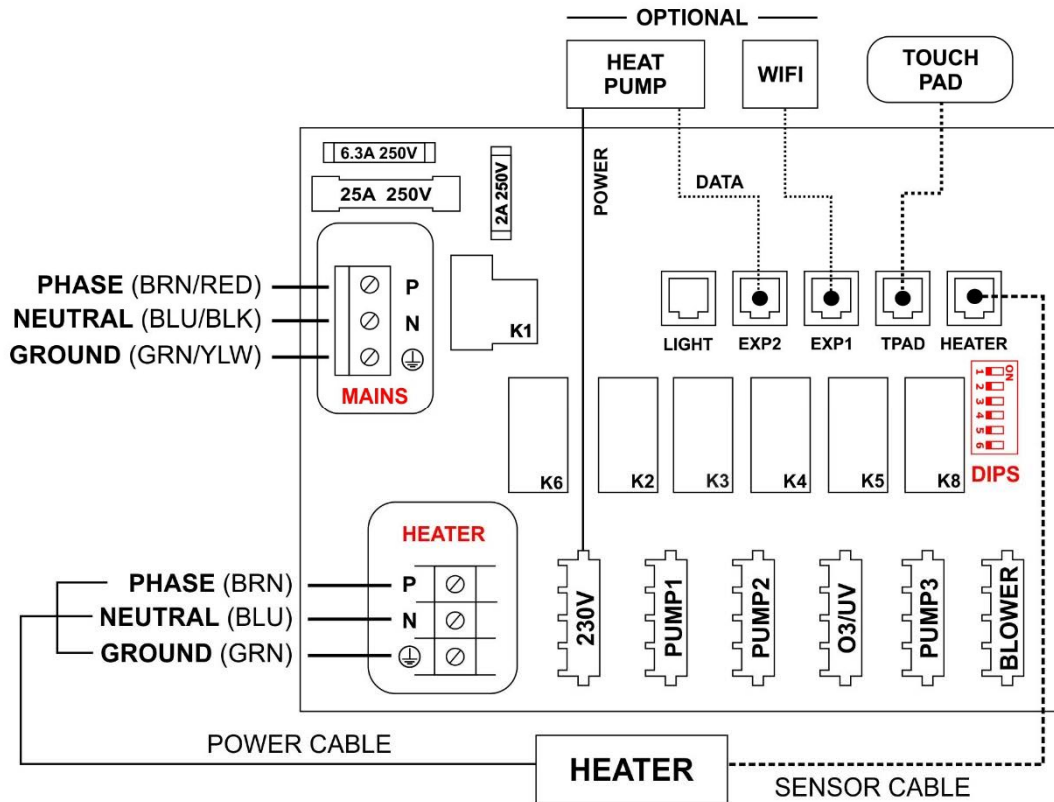 OPTIONAL
HEAT
PUMP
WIFI
TOUCH
PAD
6.3A 250V
25A 250V
2A 250V
POWER
DATA
PHASE (BRN/RED)
NEUTRAL (BLU/BLK)
GROUND (GRN/YLW)
P
N
MAINS
K1
LIGHT
EXP2
EXP1
TPAD
HEATER
K6
K2
K3
K4
K5
K8
ON
1
2
3
4
5
6
DIPS
HEATER
PHASE (BRN)
NEUTRAL (BLU)
GROUND (GRN)
P
N
230V
PUMP1
PUMP2
O3/UV
PUMP3
BLOWER
POWER CABLE
HEATER
SENSOR CABLE